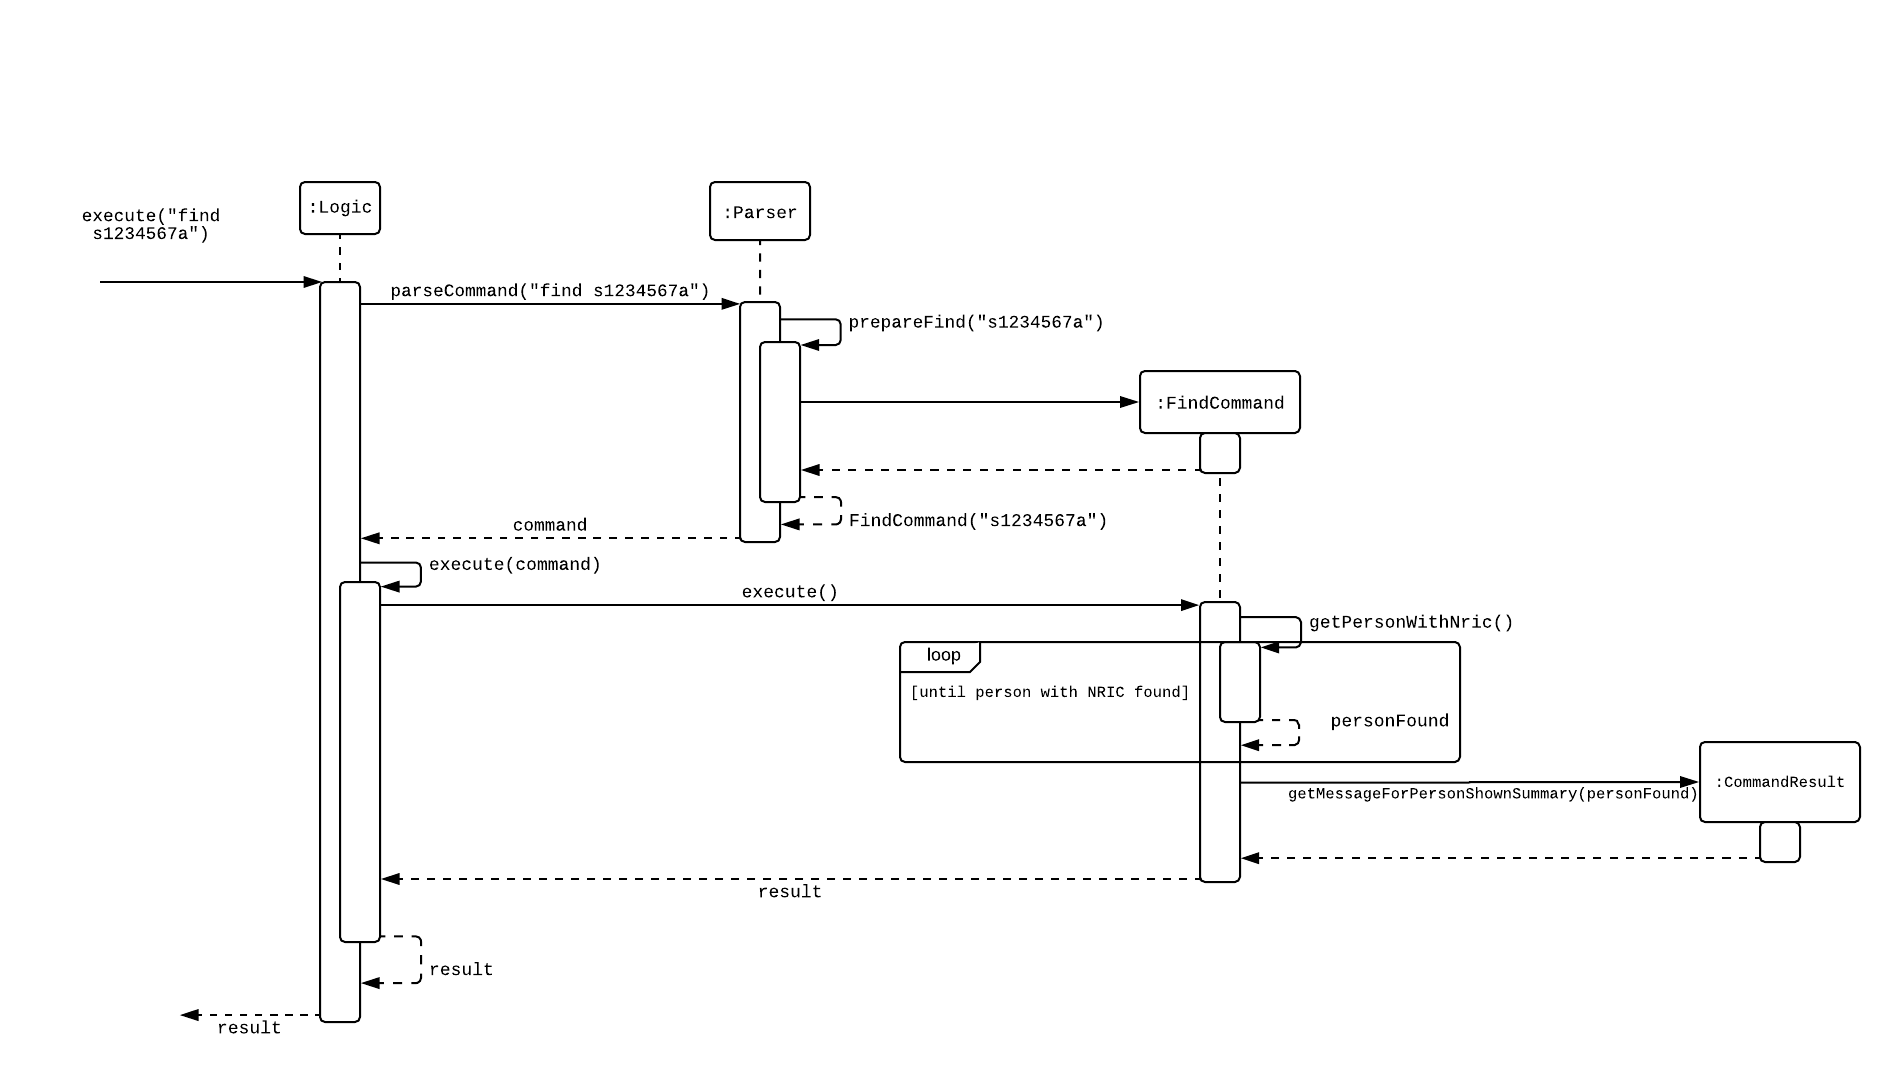 :Logic
:Parser
execute("find
s1234567a")
parseCommand("find s1234567a")
prepareFind("s1234567a")
:FindCommand
FindCommand("s1234567a")
command
execute(command)
execute()
getPersonWithNric()
loop
[until person with NRIC found]
personFound
:CommandResult
getMessageForPersonShownSummary(personFound)
result
result
result